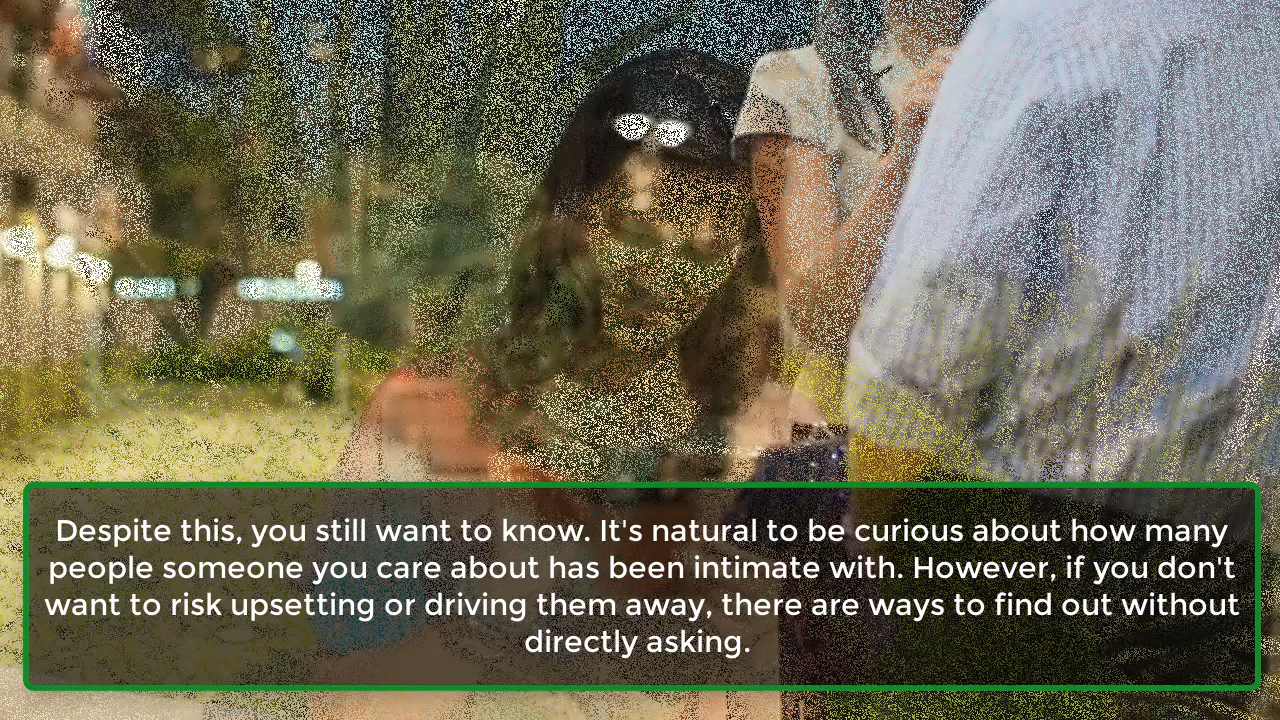 Despite this, you still want to know. It's natural to be curious about how many
people someone you care about has been intimate with. However, if you don't
want to risk upsetting or driving them away, there are ways to find out without
directly asking.